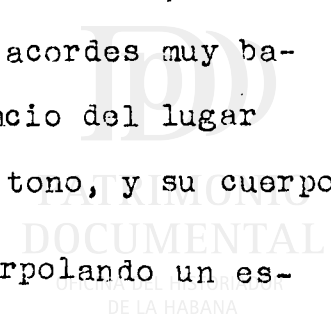 acordes muy ba-
ncio del lugar
tono, y su cuerpo
rpolando un es-
PATRIMONIO
DOCUMENTAL
OFICINA DEL HISTORIADOR
DE LA HABANA